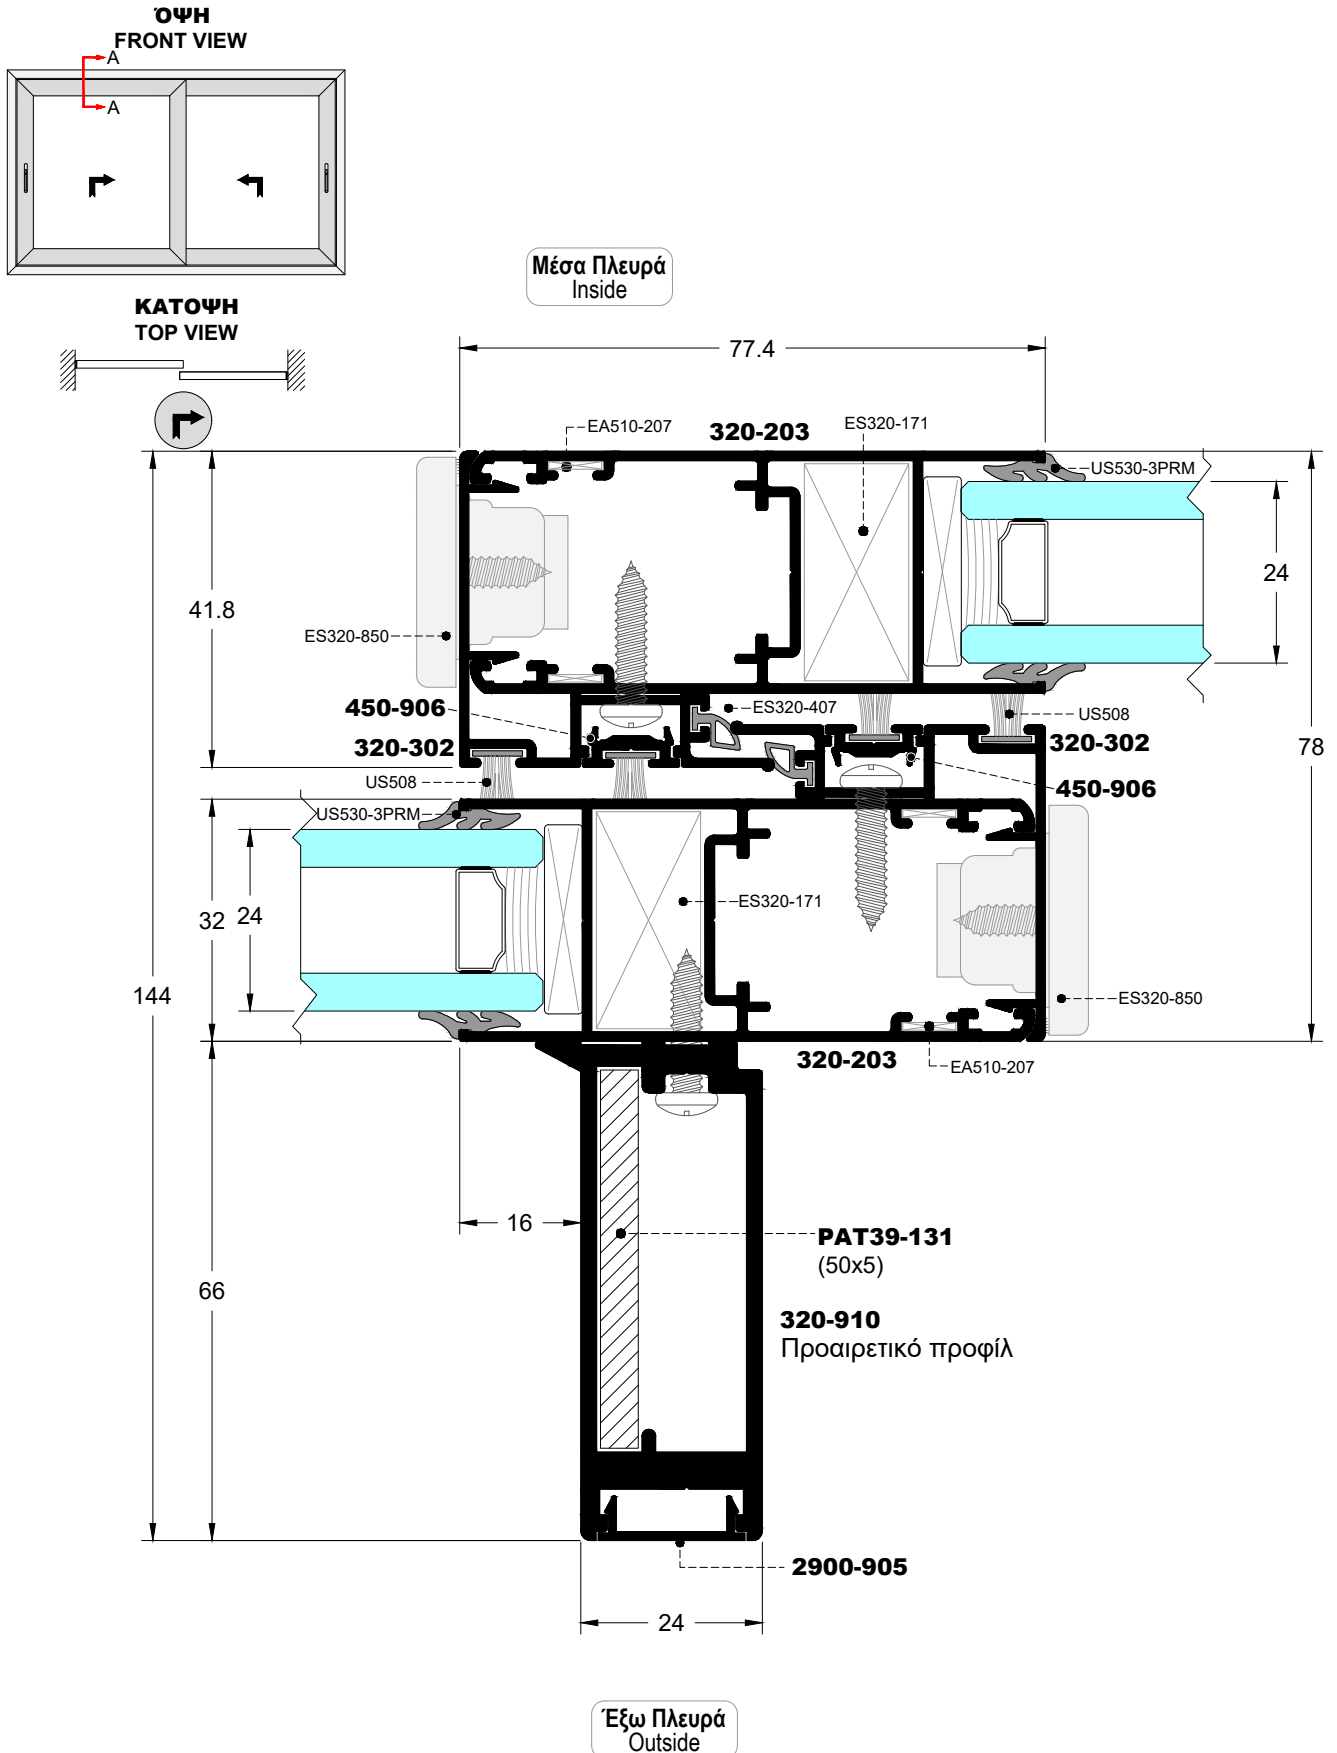 ΌΨΗ
FRONT VIEW
A
A
ΚΑΤΟΨΗ
TOP VIEW
Μέσα Πλευρά
Inside
77.4
EA510-207
320-203
ES320-171
US530-3PRM
24
41.8
ES320-850
450-906
ES320-407
US508
320-302
320-302
78
US508
450-906
US530-3PRM
32
24
ES320-171
144
ES320-850
320-203
EA510-207
16
PAT39-131
(50x5)
66
320-910
Προαιρετικό προφίλ
2900-905
24
Έξω Πλευρά
Outside